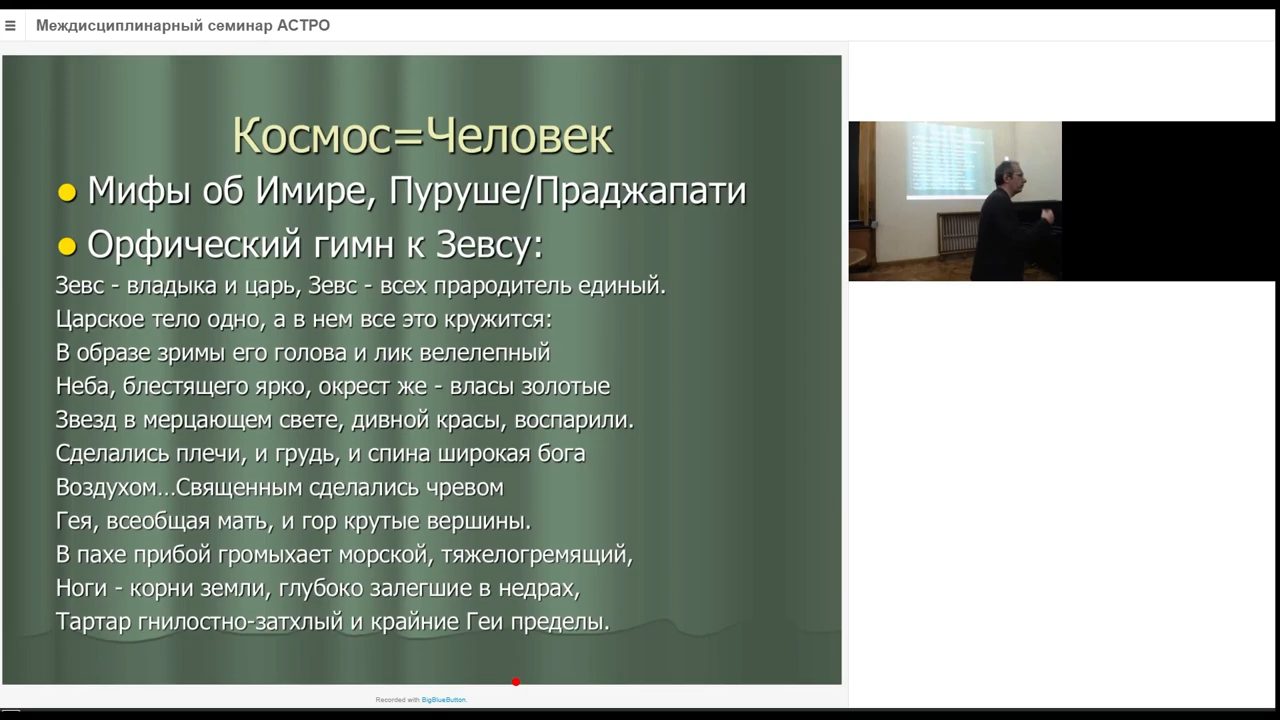 Междисциплинарный семинар АСТРО
Космос=Человек
Мифы об Имире, Пуруше/Праджапати
Орфический гимн к Зевсу:
Зевс - владыка и царь, Зевс - всех прародитель единый.
Царское тело одно, а в нем все это кружится:
В образе зримы его голова и лик велелепный
Неба, блестящего ярко, окрест же - власы золотые
Звезд в мерцающем свете, дивной красы, воспарили.
Сделались плечи, и грудь, и спина широкая бога
Воздухом...Священным сделались чревом
Гея, всеобщая мать, и гор крутые вершины.
В пахе прибой громыхает морской, тяжелогремящий,
Ноги - корни земли, глубоко залегшие в недрах,
Тартар гнилостно-затхлый и крайние Геи пределы.
Recorded with BigBlueButton.